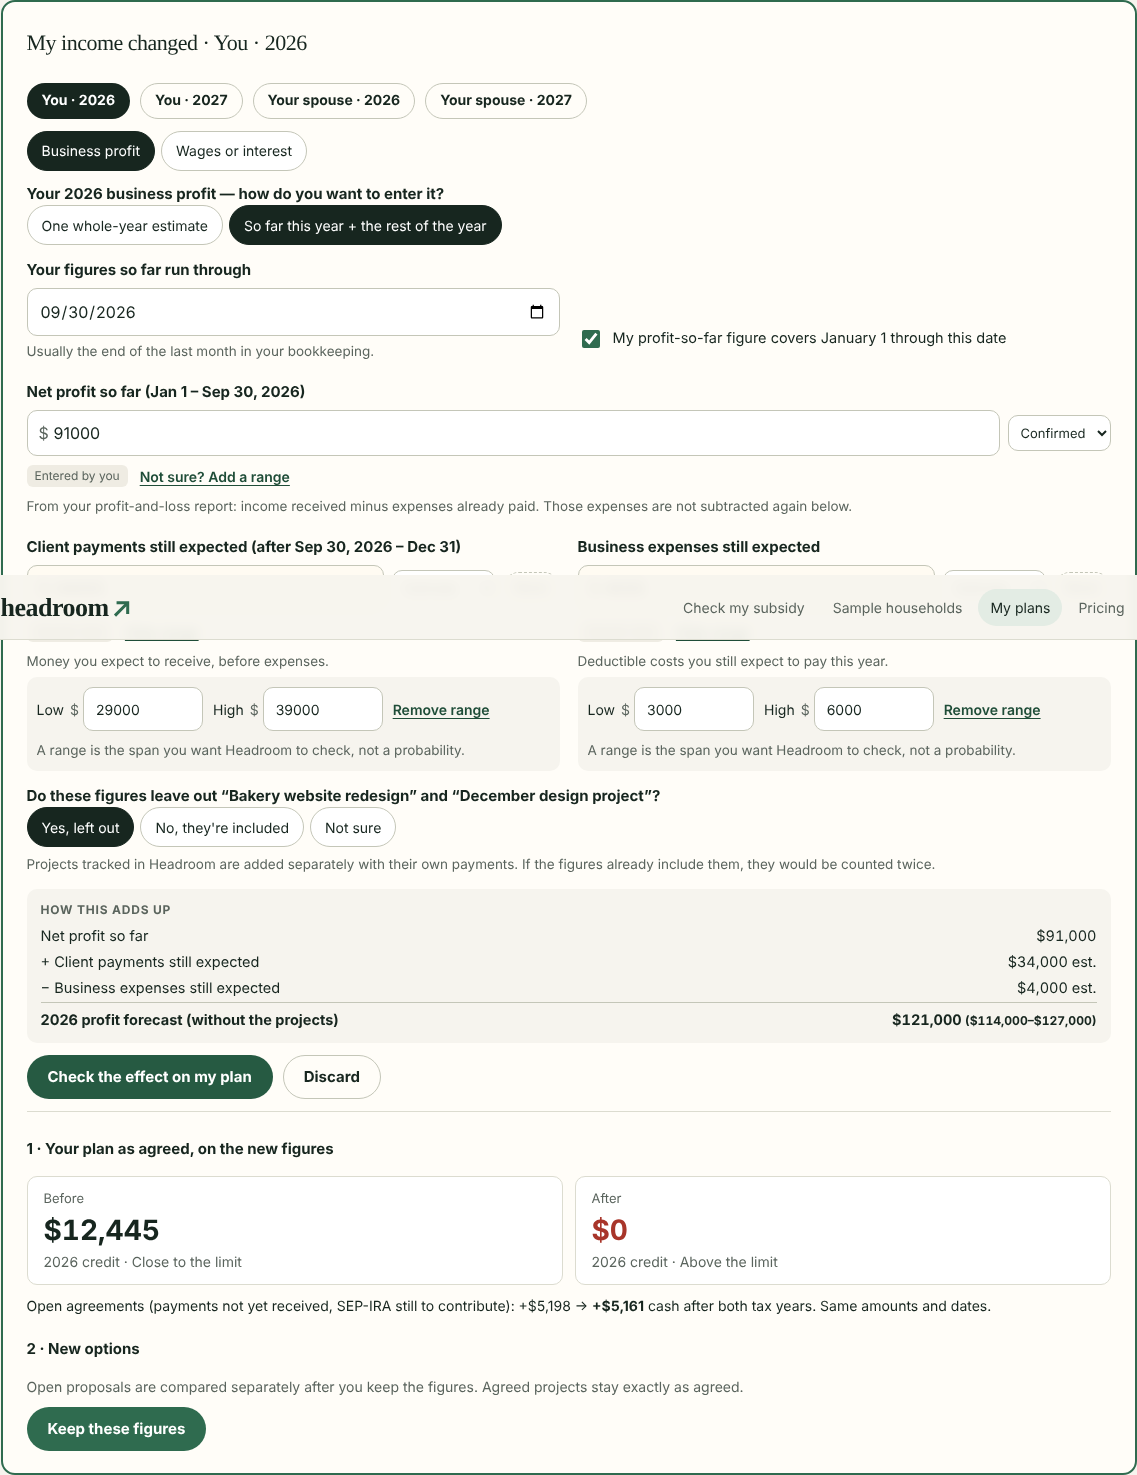 My income changed · You · 2026
You · 2026
You · 2027
Your spouse · 2026
Your spouse · 2027
Business profit
Wages or interest
Your 2026 business profit — how do you want to enter it?
One whole-year estimate
So far this year + the rest of the year
Your figures so far run through
09/30/2026
My profit-so-far figure covers January 1 through this date
Usually the end of the last month in your bookkeeping.
Net profit so far (Jan 1 – Sep 30, 2026)
$ 91000
Confirmed
Entered by you
Not sure? Add a range
From your profit-and-loss report: income received minus expenses already paid. Those expenses are not subtracted again below.
Client payments still expected (after Sep 30, 2026 – Dec 31)
Business expenses still expected
headroom
Check my subsidy
Sample households
My plans
Pricing
Money you expect to receive, before expenses.
Deductible costs you still expect to pay this year.
Low $ 29000 High $ 39000 Remove range
Low $ 3000 High $ 6000 Remove range
A range is the span you want Headroom to check, not a probability.
A range is the span you want Headroom to check, not a probability.
Do these figures leave out “Bakery website redesign” and “December design project”?
Yes, left out
No, they're included
Not sure
Projects tracked in Headroom are added separately with their own payments. If the figures already include them, they would be counted twice.
HOW THIS ADDS UP
Net profit so far $91,000
+ Client payments still expected $34,000 est.
− Business expenses still expected $4,000 est.
2026 profit forecast (without the projects) $121,000 ($114,000–$127,000)
Check the effect on my plan
Discard
1 · Your plan as agreed, on the new figures
Before
$12,445
2026 credit · Close to the limit
After
$0
2026 credit · Above the limit
Open agreements (payments not yet received, SEP-IRA still to contribute): +$5,198 → +$5,161 cash after both tax years. Same amounts and dates.
2 · New options
Open proposals are compared separately after you keep the figures. Agreed projects stay exactly as agreed.
Keep these figures